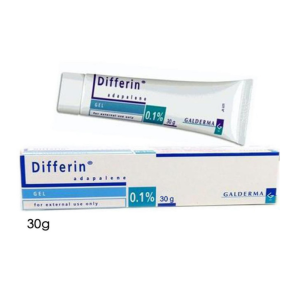 Differin®
adapalene
GEL
for external use only
0.1%
30 g
GALDERMA
Differin®
adapalene
GEL
0.1%
30 g
for external use only
GALDERMA
30g